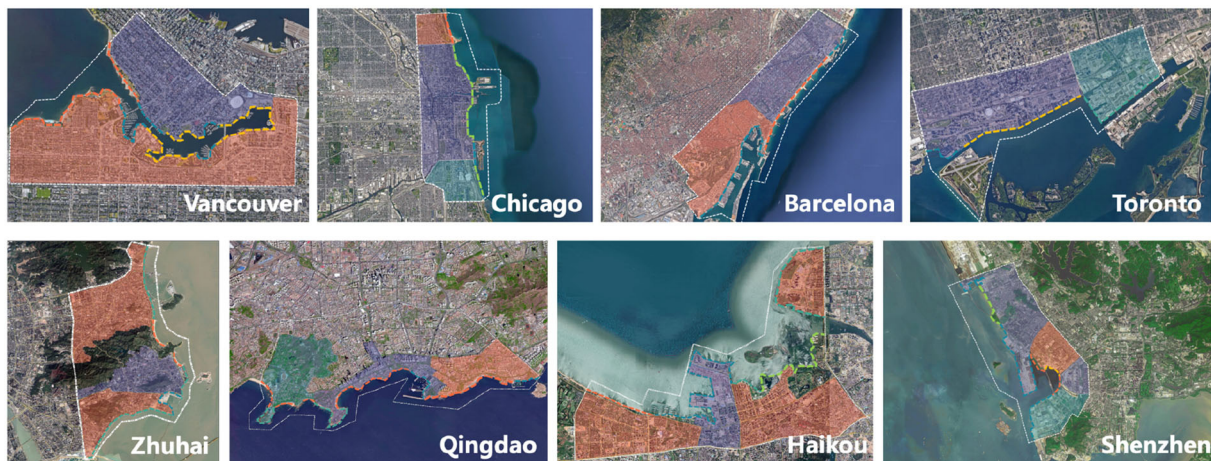 Vancouver
Chicago
Barcelona
Toronto
Zhuhai
Qingdao
Haikou
Shenzhen